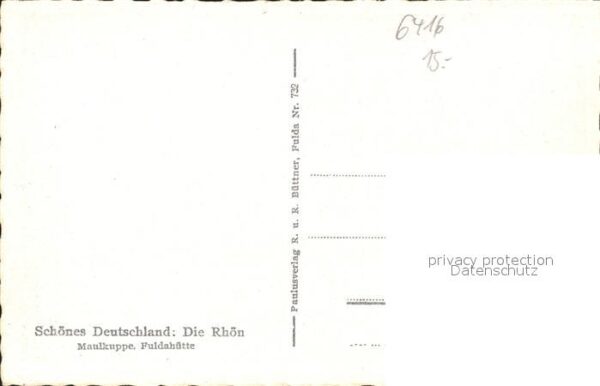 6416
15.-
Paulusverlag R. u. R. Büttner, Fulda Nr. 732
privacy protection
Datenschutz
Schönes Deutschland: Die Rhön
Maulkuppe. Fuldahütte